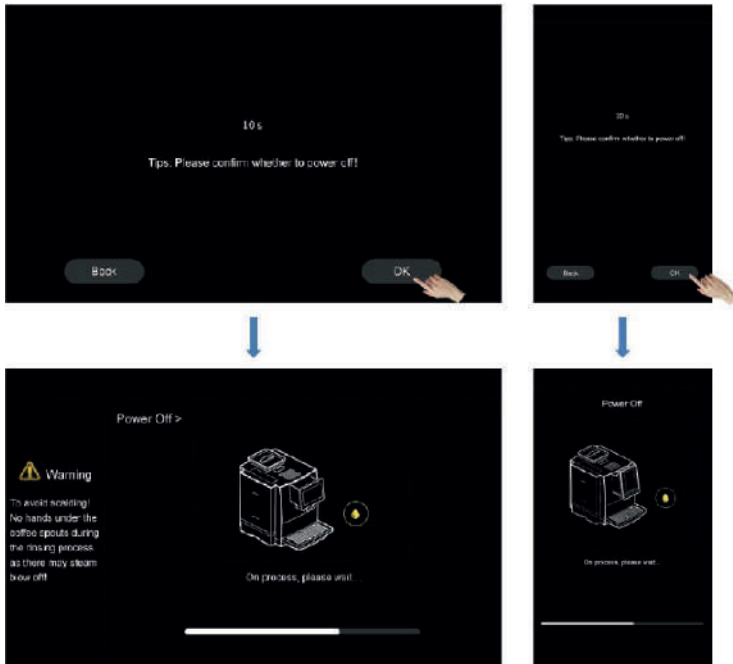 10 s
Tips: Please confirm whether to power off!
Back
OK
10 s
Tips: Please confirm whether to power off!
Back
OK
Power Off >
Warning
To avoid scalding!
No hands under the
coffee spouts during
the rinsing process
as there may steam
blow off!
On process, please wait...
Power Off
On process, please wait...